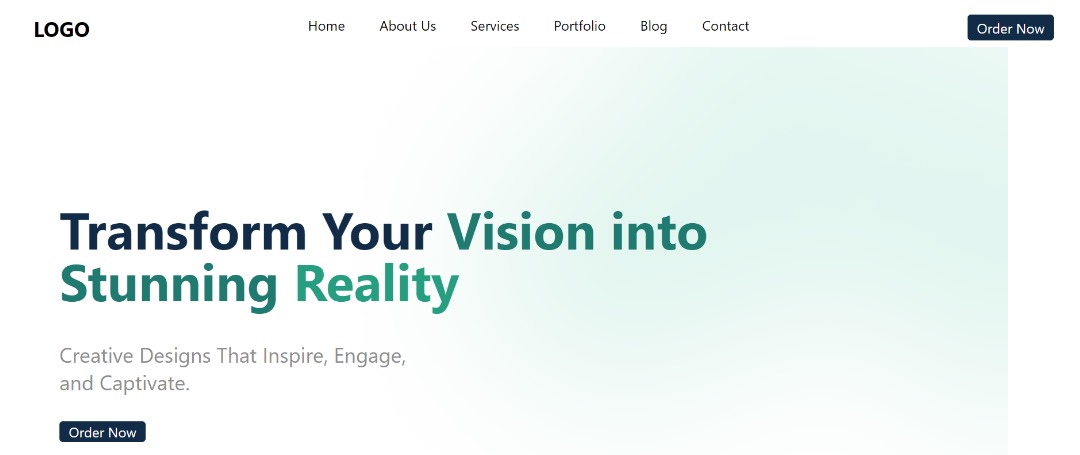 LOGO
Home About Us Services Portfolio Blog Contact
Order Now
Transform Your Vision into
Stunning Reality
Creative Designs That Inspire, Engage,
and Captivate.
Order Now